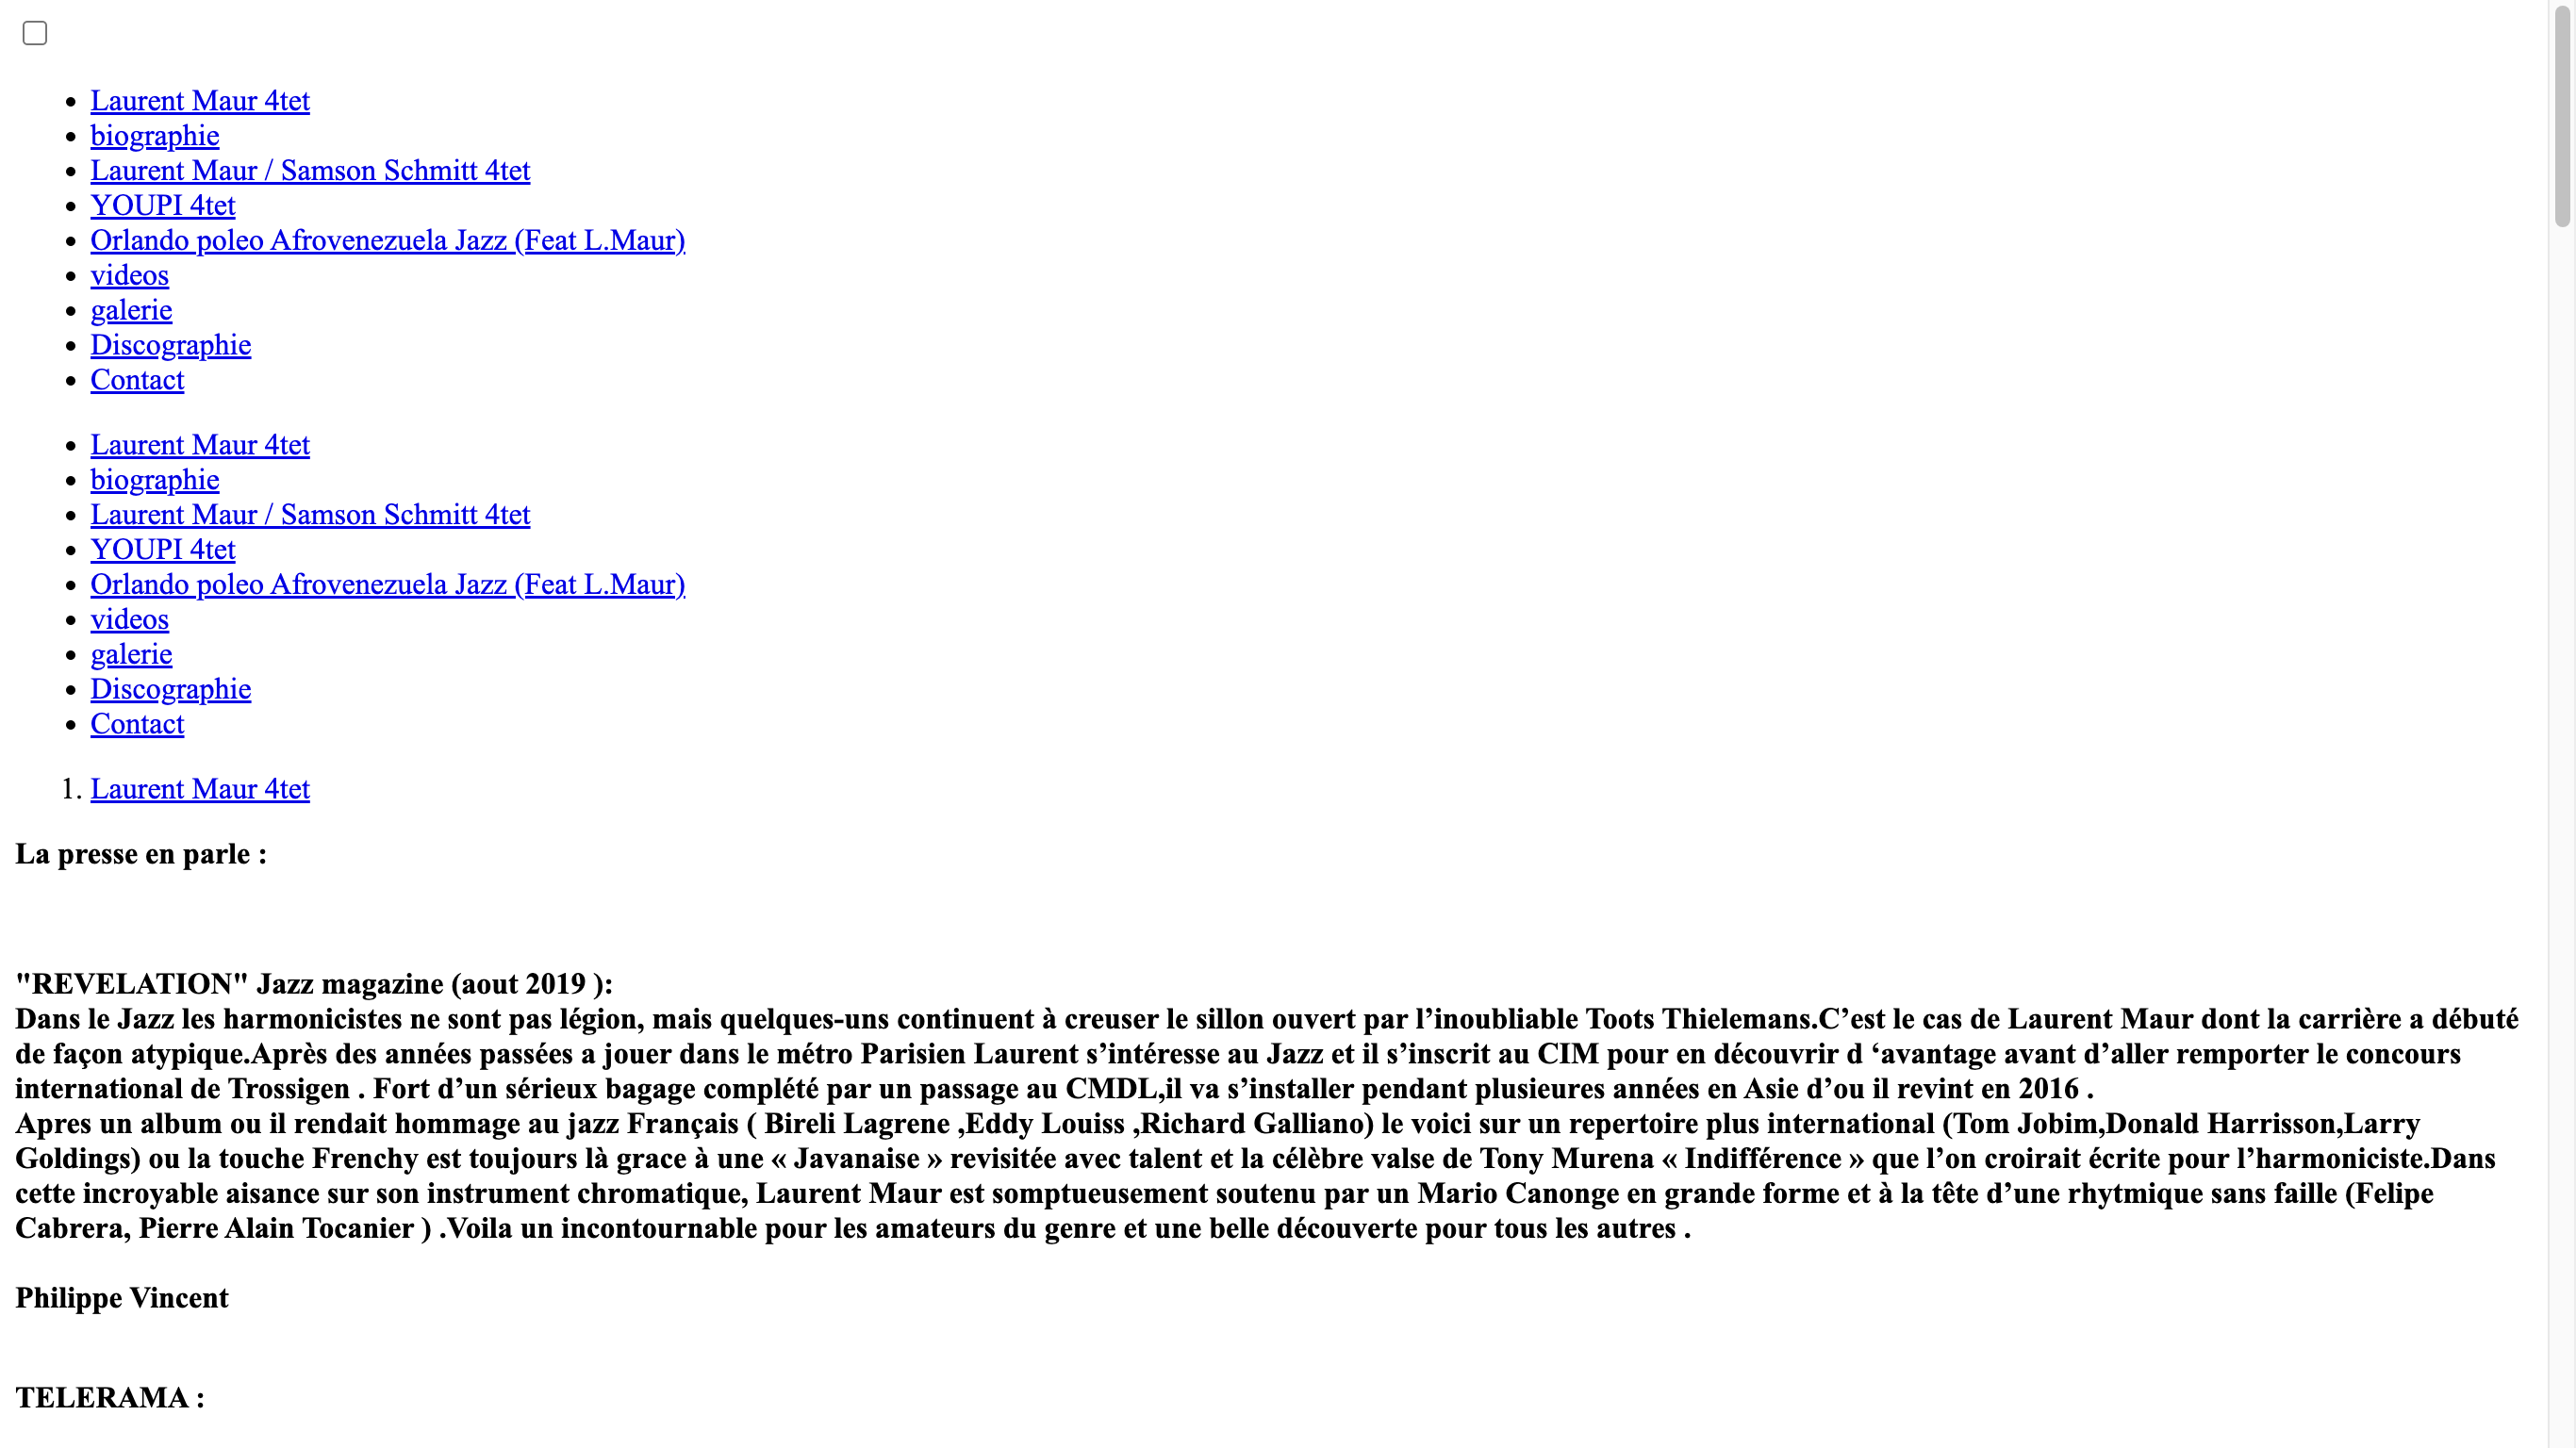 Laurent Maur 4tet
biographie
Laurent Maur / Samson Schmitt 4tet
YOUPI 4tet
Orlando poleo Afrovenezuela Jazz (Feat L.Maur)
videos
galerie
Discographie
Contact
Laurent Maur 4tet
biographie
Laurent Maur / Samson Schmitt 4tet
YOUPI 4tet
Orlando poleo Afrovenezuela Jazz (Feat L.Maur)
videos
galerie
Discographie
Contact
1. Laurent Maur 4tet
La presse en parle :
"REVELATION" Jazz magazine (aout 2019 ):
Dans le Jazz les harmonicistes ne sont pas légion, mais quelques-uns continuent à creuser le sillon ouvert par l’inoubliable Toots Thielemans.C’est le cas de Laurent Maur dont la carrière a débuté
de façon atypique.Après des années passées a jouer dans le métro Parisien Laurent s’intéresse au Jazz et il s’inscrit au CIM pour en découvrir d ‘avantage avant d’aller remporter le concours
international de Trossigen . Fort d’un sérieux bagage complété par un passage au CMDL,il va s’installer pendant plusieures années en Asie d’ou il revint en 2016 .
Apres un album ou il rendait hommage au jazz Français ( Bireli Lagrene ,Eddy Louiss ,Richard Galliano) le voici sur un repertoire plus international (Tom Jobim,Donald Harrisson,Larry
Goldings) ou la touche Frenchy est toujours là grace à une « Javanaise » revisitée avec talent et la célèbre valse de Tony Murena « Indifférence » que l’on croirait écrite pour l’harmoniciste.Dans
cette incroyable aisance sur son instrument chromatique, Laurent Maur est somptueusement soutenu par un Mario Canonge en grande forme et à la tête d’une rhytmique sans faille (Felipe
Cabrera, Pierre Alain Tocanier ) .Voila un incontournable pour les amateurs du genre et une belle découverte pour tous les autres .
Philippe Vincent
TELERAMA :